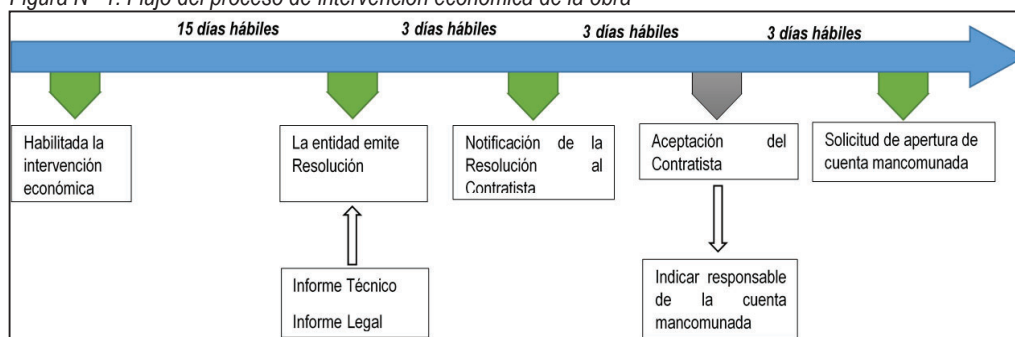 Figura N° 1. Flujo del proceso de intervención económica de la obra
15 días hábiles
3 días hábiles
3 días hábiles
3 días hábiles
Habilitada la
intervención
económica
La entidad emite
Resolución
Notificación de la
Resolución al
Contratista
Aceptación del
Contratista
Solicitud de apertura de
cuenta mancomunada
Informe Técnico
Informe Legal
Indicar responsable
de la cuenta
mancomunada